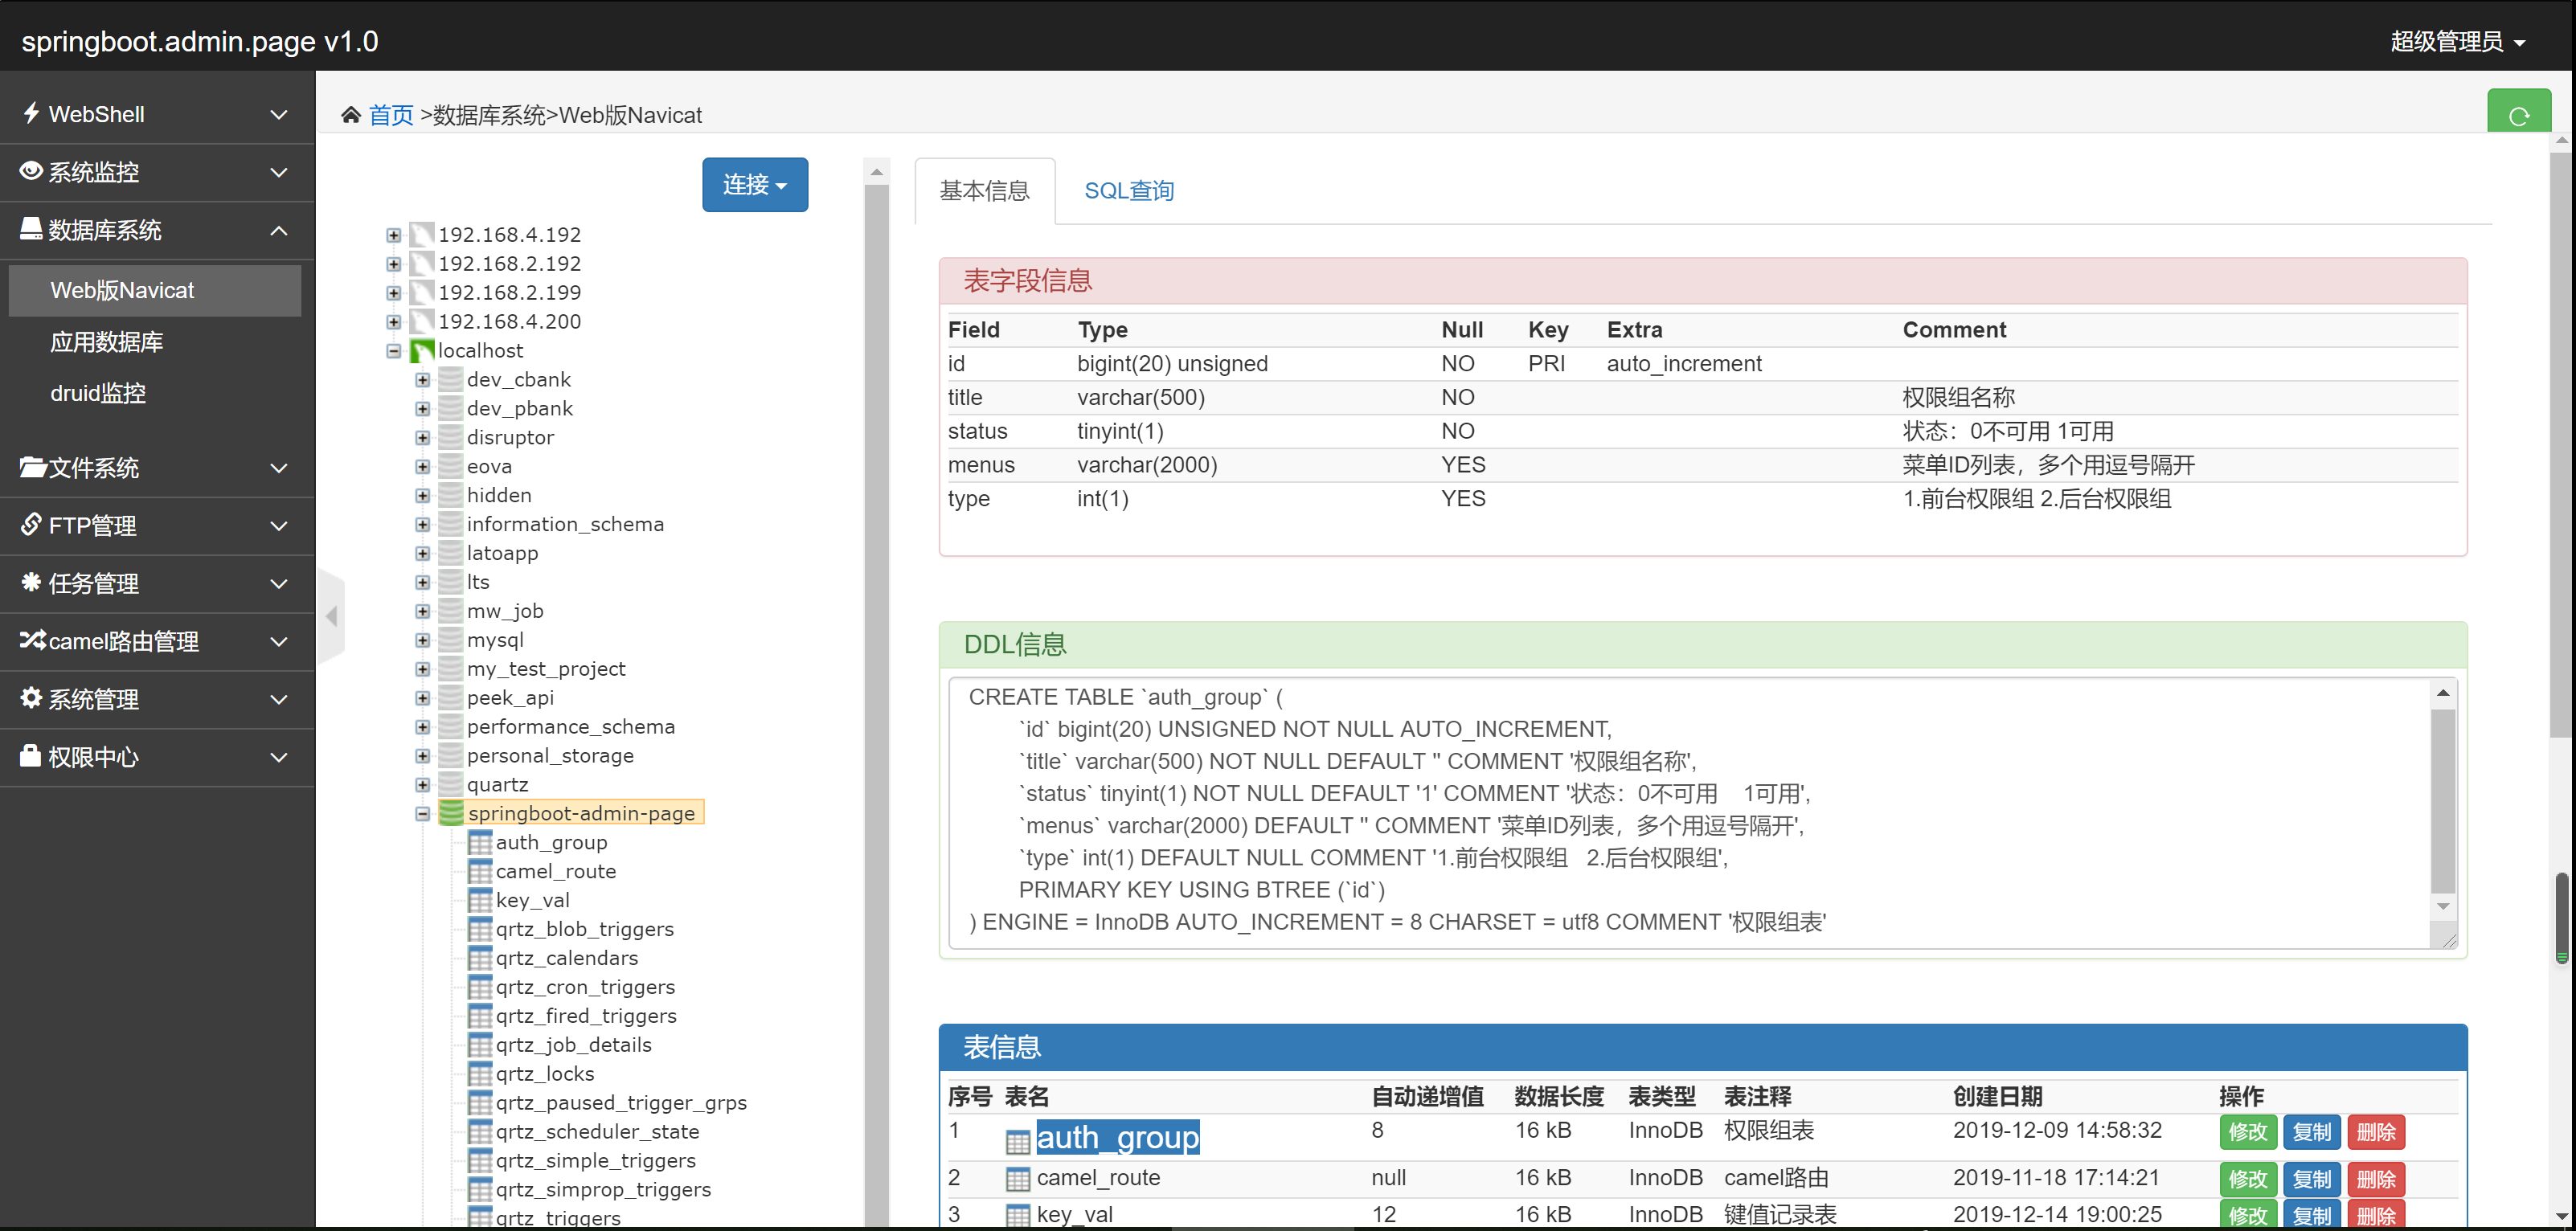 springboot.admin.page v1.0
超级管理员
WebShell
系统监控
数据库系统
Web版Navicat
应用数据库
druid监控
文件系统
FTP管理
任务管理
camel路由管理
系统管理
权限中心
首页 >数据库系统>Web版Navicat
连接
192.168.4.192
192.168.2.192
192.168.2.199
192.168.4.200
localhost
dev_cbank
dev_pbank
disruptor
eova
hidden
information_schema
latoapp
lts
mw_job
mysql
my_test_project
peek_api
performance_schema
personal_storage
quartz
springboot-admin-page
auth_group
camel_route
key_val
qrtz_blob_triggers
qrtz_calendars
qrtz_cron_triggers
qrtz_fired_triggers
qrtz_job_details
qrtz_locks
qrtz_paused_trigger_grps
qrtz_scheduler_state
qrtz_simple_triggers
qrtz_simprop_triggers
qrtz_triggers
基本信息 SQL查询
表字段信息
Field Type Null Key Extra Comment
id bigint(20) unsigned NO PRI auto_increment
title varchar(500) NO 权限组名称
status tinyint(1) NO 状态：0不可用 1可用
menus varchar(2000) YES 菜单ID列表，多个用逗号隔开
type int(1) YES 1.前台权限组 2.后台权限组
DDL信息
CREATE TABLE `auth_group` (
`id` bigint(20) UNSIGNED NOT NULL AUTO_INCREMENT,
`title` varchar(500) NOT NULL DEFAULT '' COMMENT '权限组名称',
`status` tinyint(1) NOT NULL DEFAULT '1' COMMENT '状态：0不可用 1可用',
`menus` varchar(2000) DEFAULT '' COMMENT '菜单ID列表，多个用逗号隔开',
`type` int(1) DEFAULT NULL COMMENT '1.前台权限组 2.后台权限组',
PRIMARY KEY USING BTREE (`id`)
) ENGINE = InnoDB AUTO_INCREMENT = 8 CHARSET = utf8 COMMENT '权限组表'
表信息
序号 表名 自动递增值 数据长度 表类型 表注释 创建日期 操作
1 auth_group 8 16 kB InnoDB 权限组表 2019-12-09 14:58:32 修改 复制 删除
2 camel_route null 16 kB InnoDB camel路由 2019-11-18 17:14:21 修改 复制 删除
3 key_val 12 16 kB InnoDB 键值记录表 2019-12-14 19:00:25 修改 复制 删除